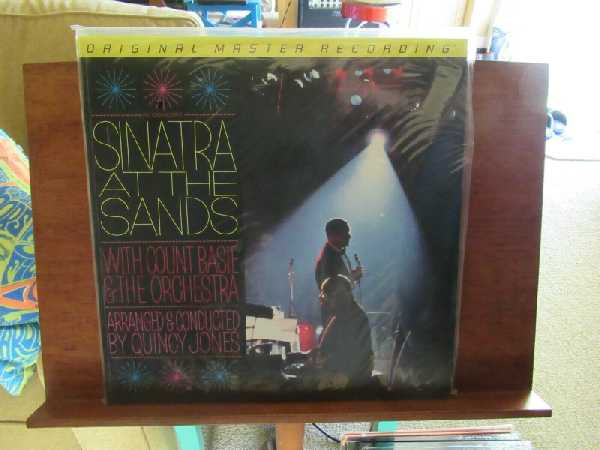 ORIGINAL MASTER RECORDING
SINATRA
AT THE
SANDS
WITH COUNT BASIE
& THE ORCHESTRA
ARRANGED & CONDUCTED
BY QUINCY JONES